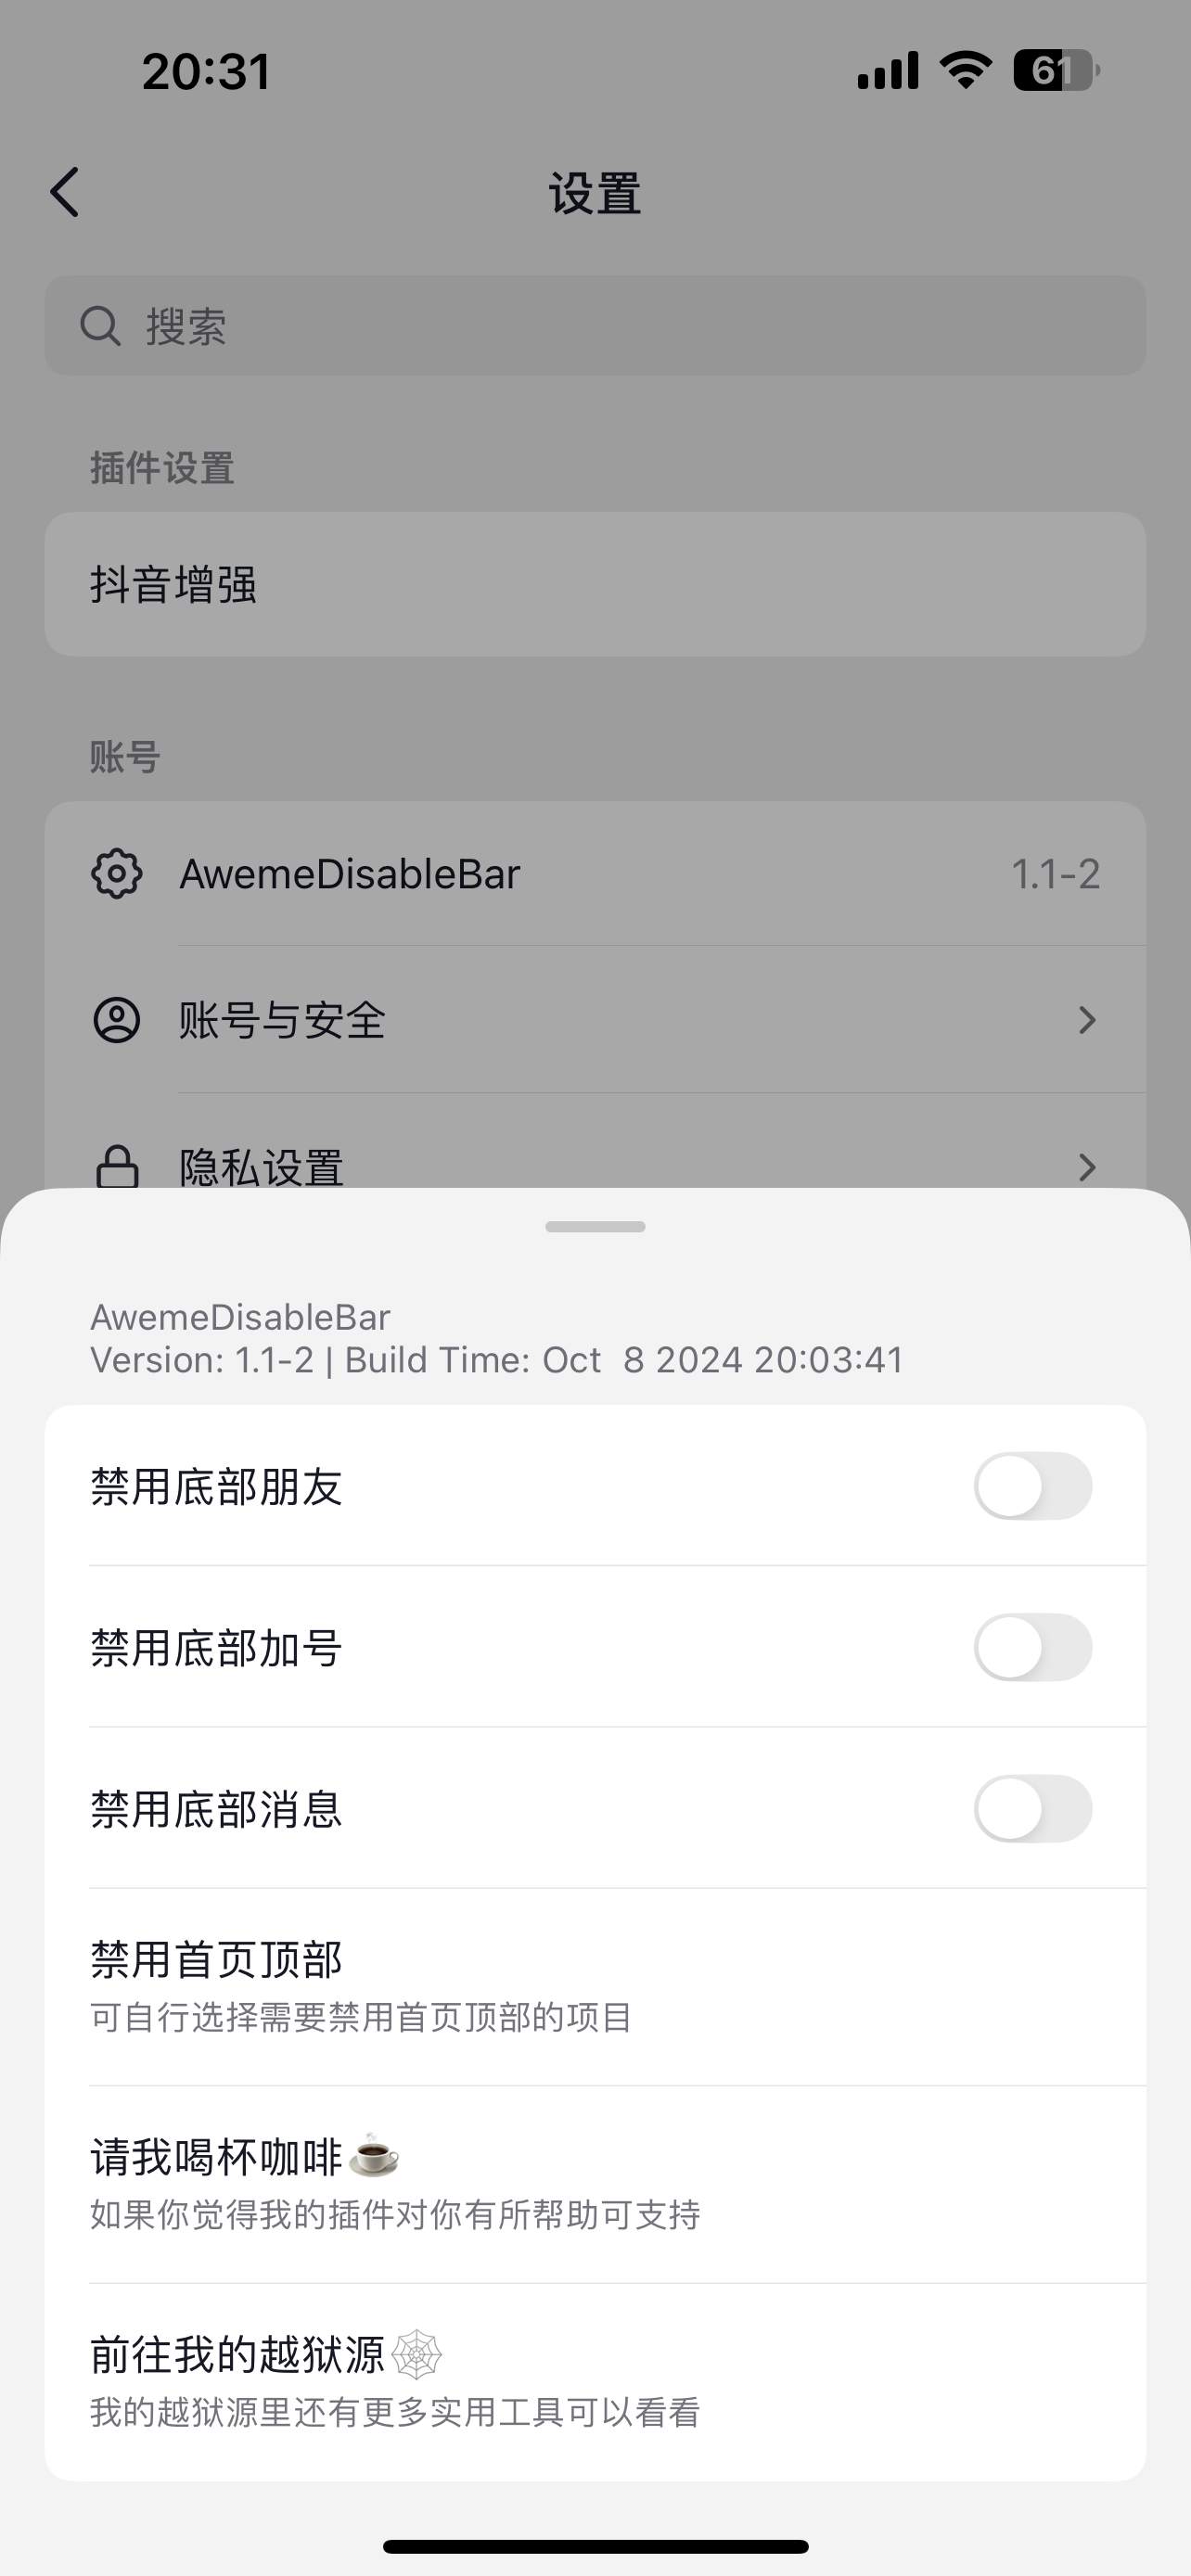 20:31
61
设置
搜索
插件设置
抖音增强
账号
AwemeDisableBar 1.1-2
账号与安全
隐私设置
AwemeDisableBar
Version: 1.1-2 | Build Time: Oct  8 2024 20:03:41
禁用底部朋友
禁用底部加号
禁用底部消息
禁用首页顶部
可自行选择需要禁用首页顶部的项目
请我喝杯咖啡☕️
如果你觉得我的插件对你有所帮助可支持
前往我的越狱源🕸️
我的越狱源里还有更多实用工具可以看看